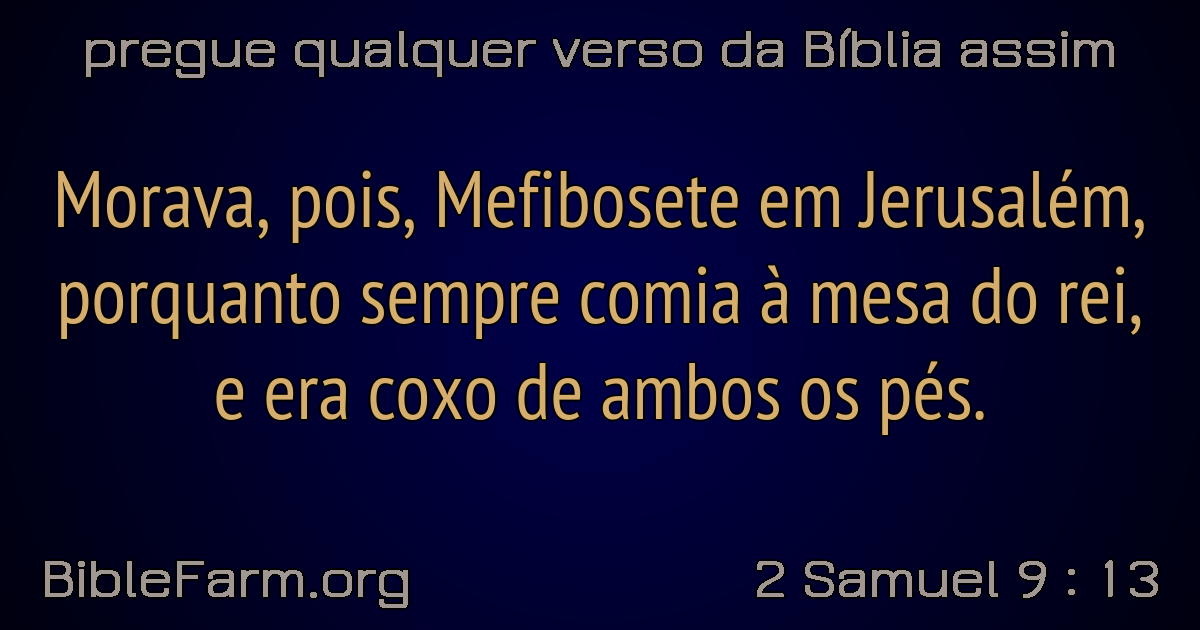 pregue qualquer verso da Bíblia assim
Morava, pois, Mefibosete em Jerusalém,
porquanto sempre comia à mesa do rei,
e era coxo de ambos os pés.
BibleFarm.org
2 Samuel 9 : 13